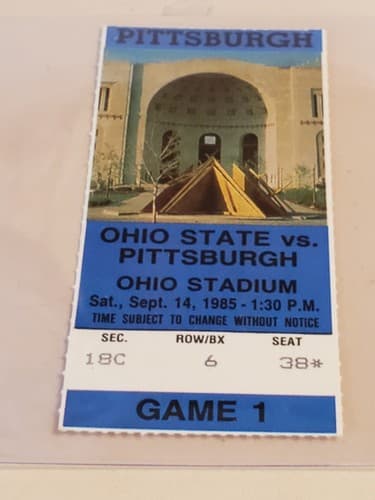 PITTSBURGH
OHIO STATE vs.
PITTSBURGH
OHIO STADIUM
Sat., Sept. 14, 1985 - 1:30 P.M.
TIME SUBJECT TO CHANGE WITHOUT NOTICE
SEC. ROW/BX SEAT
18C 6 38*
GAME 1